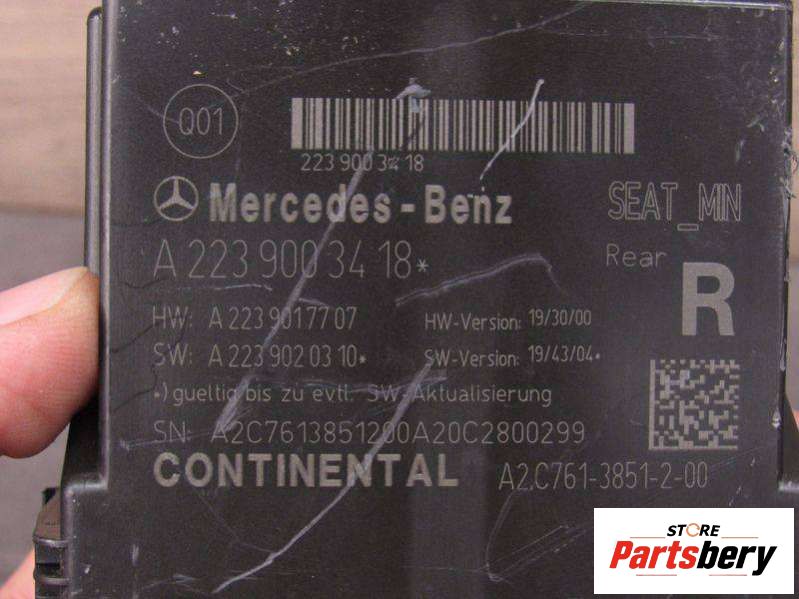 Q01
223 900 34 18
Mercedes-Benz
SEAT_MIN
A 223 900 34 18*
Rear
R
HW: A 223 901 77 07
HW-Version: 19/30/00
SW: A 223 902 03 10*
SW-Version: 19/43/04*
*) gueltig bis zu evtl. SW-Aktualisierung
SN A2C7613851200A20C2800299
CONTINENTAL
A2C761-3851-2-00
STORE
Partsbery